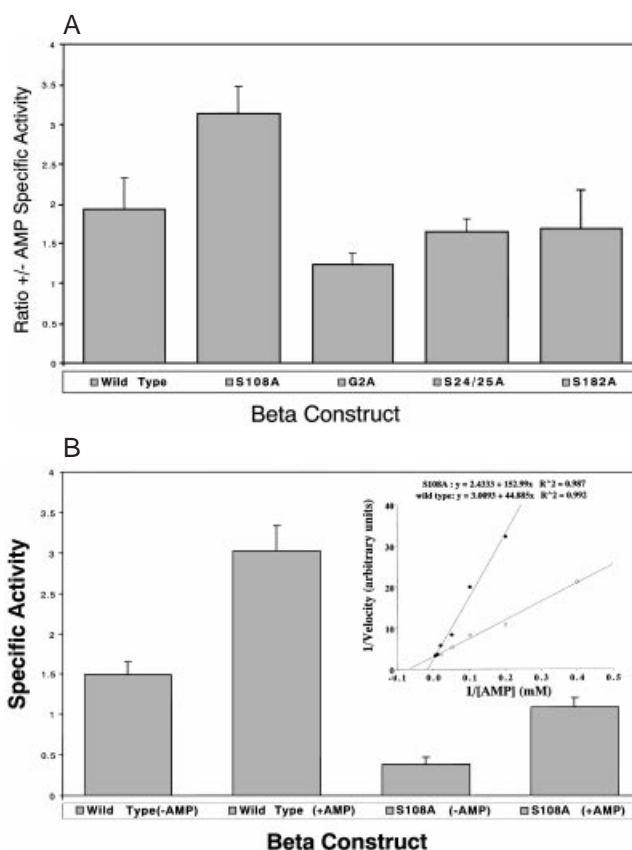 A
4
3.5
3
2.5
2
1.5
1
0.5
0
Ratio +/- AMP Specific Activity
Wild Type S108A G2A S24/25A S182A
Beta Construct
B
4
3.5
3
2.5
2
1.5
1
0.5
0
Specific Activity
S108A : y = 2.4333 + 152.99x R^2 = 0.987
wild type: y = 3.0093 + 44.885x R^2 = 0.992
40
30
20
10
0
1/Velocity (arbitrary units)
-0.1 0.0 0.1 0.2 0.3 0.4 0.5
1/[AMP] (mM)
Wild Type(-AMP) Wild Type (+AMP) S108A (-AMP) S108A (+AMP)
Beta Construct